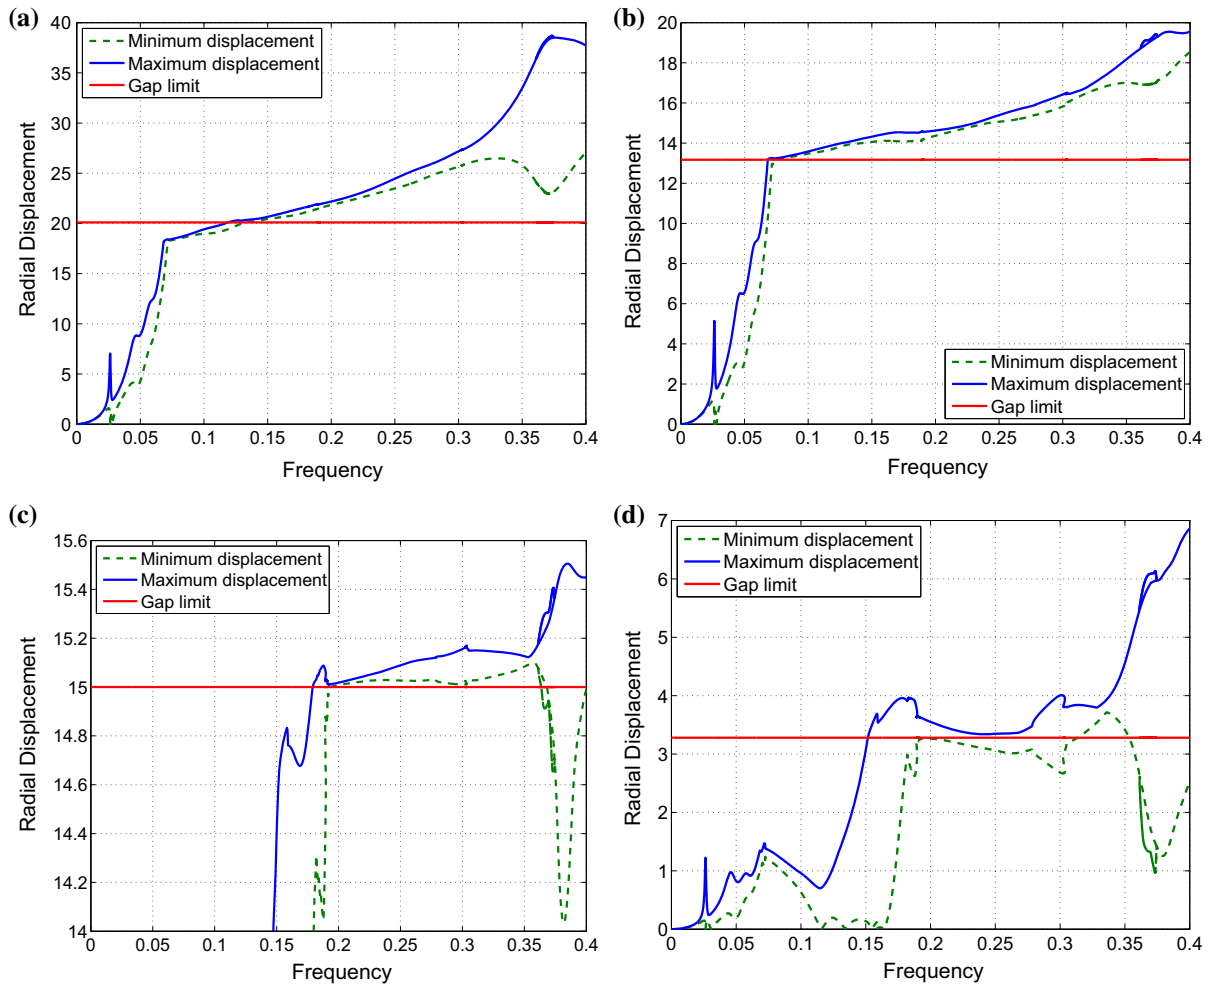 (a)
40
35
30
25
20
15
10
5
0
Radial Displacement
Minimum displacement
Maximum displacement
Gap limit
0 0.05 0.1 0.15 0.2 0.25 0.3 0.35 0.4
Frequency
(b)
20
18
16
14
12
10
8
6
4
2
0
Radial Displacement
Minimum displacement
Maximum displacement
Gap limit
0 0.05 0.1 0.15 0.2 0.25 0.3 0.35 0.4
Frequency
(c)
15.6
15.4
15.2
15
14.8
14.6
14.4
14.2
14
Radial Displacement
Minimum displacement
Maximum displacement
Gap limit
0 0.05 0.1 0.15 0.2 0.25 0.3 0.35 0.4
Frequency
(d)
7
6
5
4
3
2
1
0
Radial Displacement
Minimum displacement
Maximum displacement
Gap limit
0 0.05 0.1 0.15 0.2 0.25 0.3 0.35 0.4
Frequency